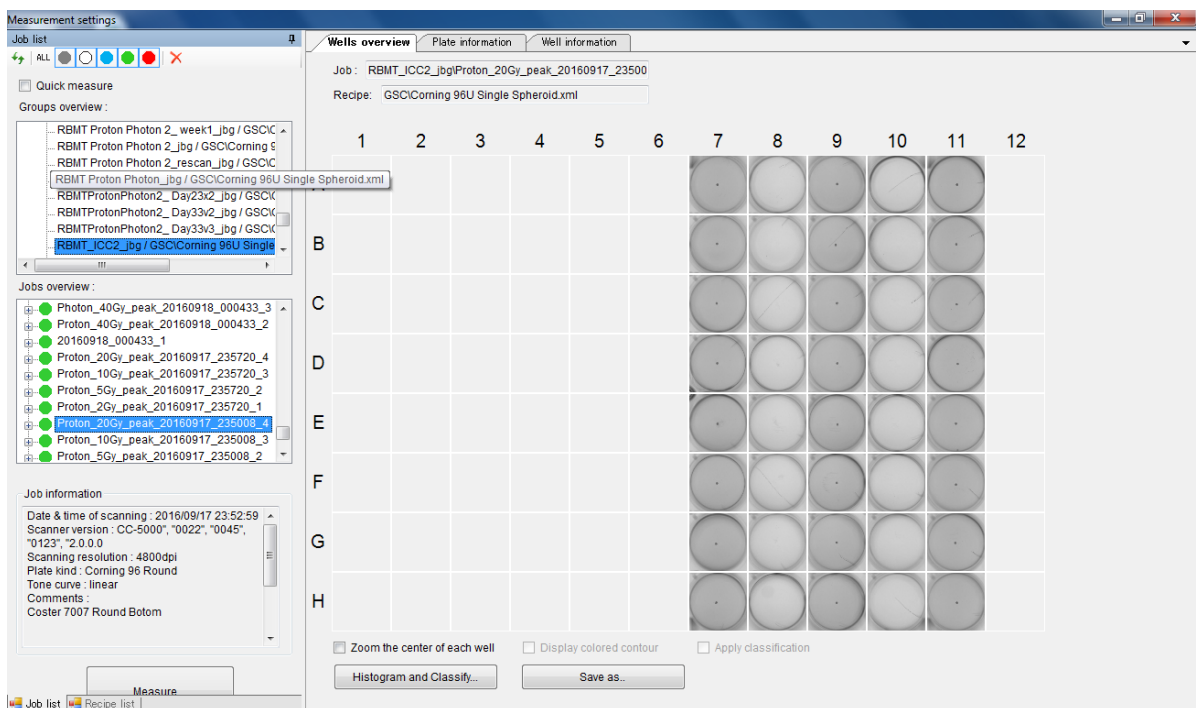 Measurement settings
Job list
ALL
Quick measure
Groups overview :
RBMT Proton Photon 2_ week1_jbg / GSC\C
RBMT Proton Photon 2_jbg / GSC\Corning 9
RBMT Proton Photon 2_rescan_jbg / GSC\C
RBMT Proton Photon_jbg / GSC\Corning 96U Single Spheroid.xml
RBMTProtonPhoton2_ Day23x2_jbg / GSC\C
RBMTProtonPhoton2_ Day33v2_jbg / GSC\C
RBMTProtonPhoton2_ Day33v3_jbg / GSC\C
RBMT_ICC2_jbg / GSC\Corning 96U Single
Jobs overview :
Photon_40Gy_peak_20160918_000433_3
Proton_40Gy_peak_20160918_000433_2
20160918_000433_1
Proton_20Gy_peak_20160917_235720_4
Proton_10Gy_peak_20160917_235720_3
Proton_5Gy_peak_20160917_235720_2
Proton_2Gy_peak_20160917_235720_1
Proton_20Gy_peak_20160917_235008_4
Proton_10Gy_peak_20160917_235008_3
Proton_5Gy_peak_20160917_235008_2
Job information
Date & time of scanning : 2016/09/17 23:52:59
Scanner version : CC-5000", "0022", "0045",
"0123", "2.0.0.0
Scanning resolution : 4800dpi
Plate kind : Corning 96 Round
Tone curve : linear
Comments :
Coster 7007 Round Botom
Measure
Job list Recipe list
Wells overview Plate information Well information
Job : RBMT_ICC2_jbg\Proton_20Gy_peak_20160917_23500
Recipe: GSC\Corning 96U Single Spheroid.xml
1 2 3 4 5 6 7 8 9 10 11 12
B
C
D
E
F
G
H
Zoom the center of each well Display colored contour Apply classification
Histogram and Classify... Save as..